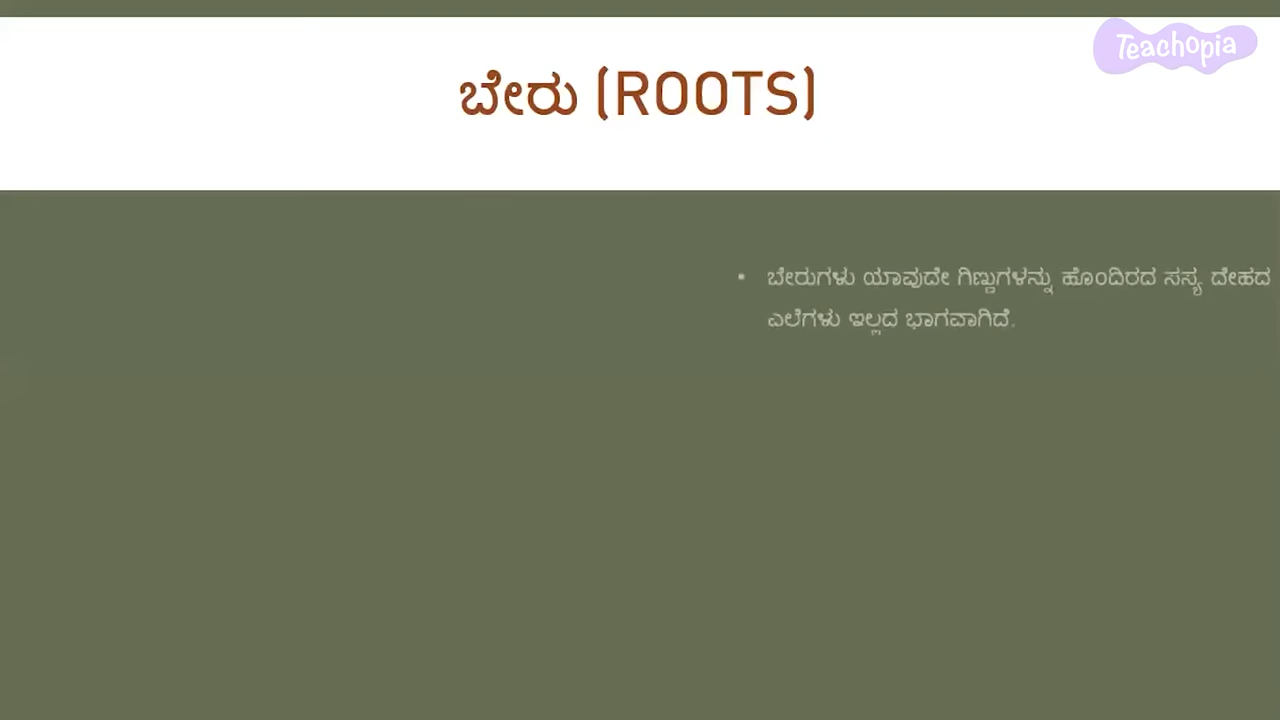 Teachopia
ಬೇರು (ROOTS)
• ಬೇರುಗಳು ಯಾವುದೇ ಗಿಣ್ಣುಗಳನ್ನು ಹೊಂದಿರದ ಸಸ್ಯ ದೇಹದ
ಎಲೆಗಳು ಇಲ್ಲದ ಭಾಗವಾಗಿದೆ.